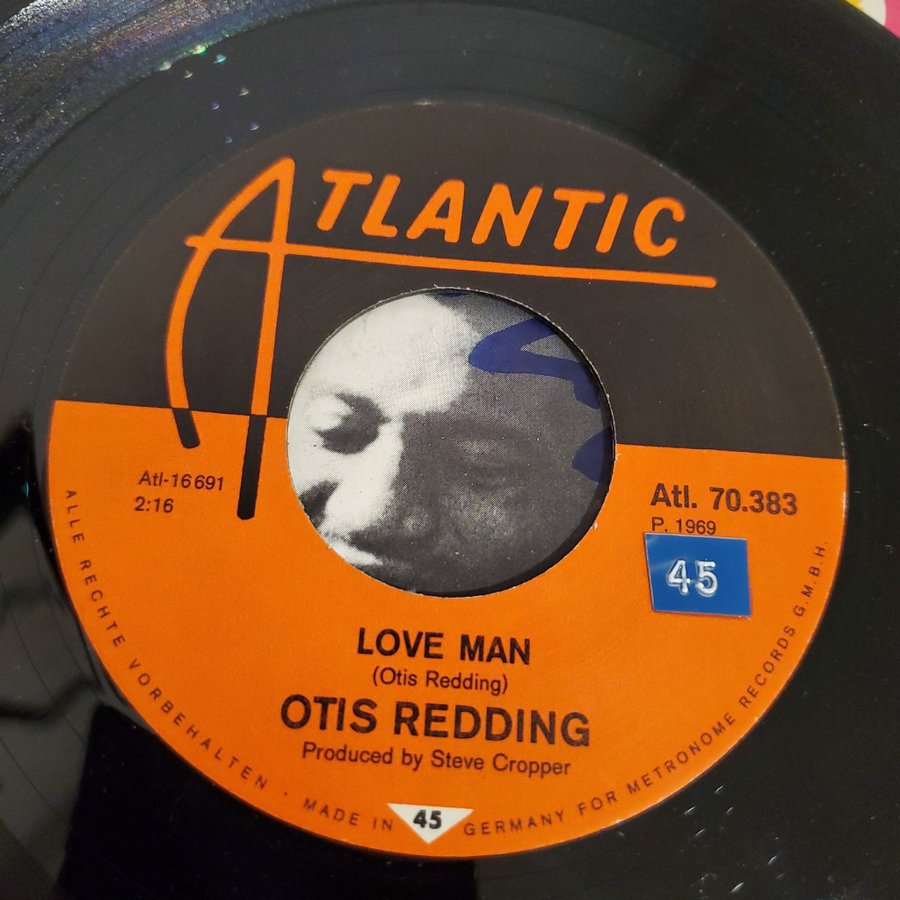 ATLANTIC
Atl-16691
2:16
Atl. 70.383
P. 1969
45
LOVE MAN
(Otis Redding)
OTIS REDDING
Produced by Steve Cropper
ALLE RECHTE VORBEHALTEN · MADE IN 45 GERMANY FOR METRONOME RECORDS G.M.B.H.